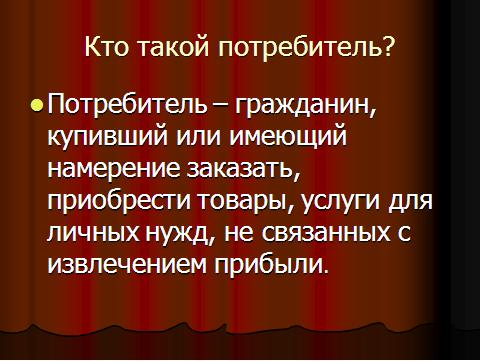 Кто такой потребитель?
Потребитель – гражданин,
купивший или имеющий
намерение заказать,
приобрести товары, услуги для
личных нужд, не связанных с
извлечением прибыли.